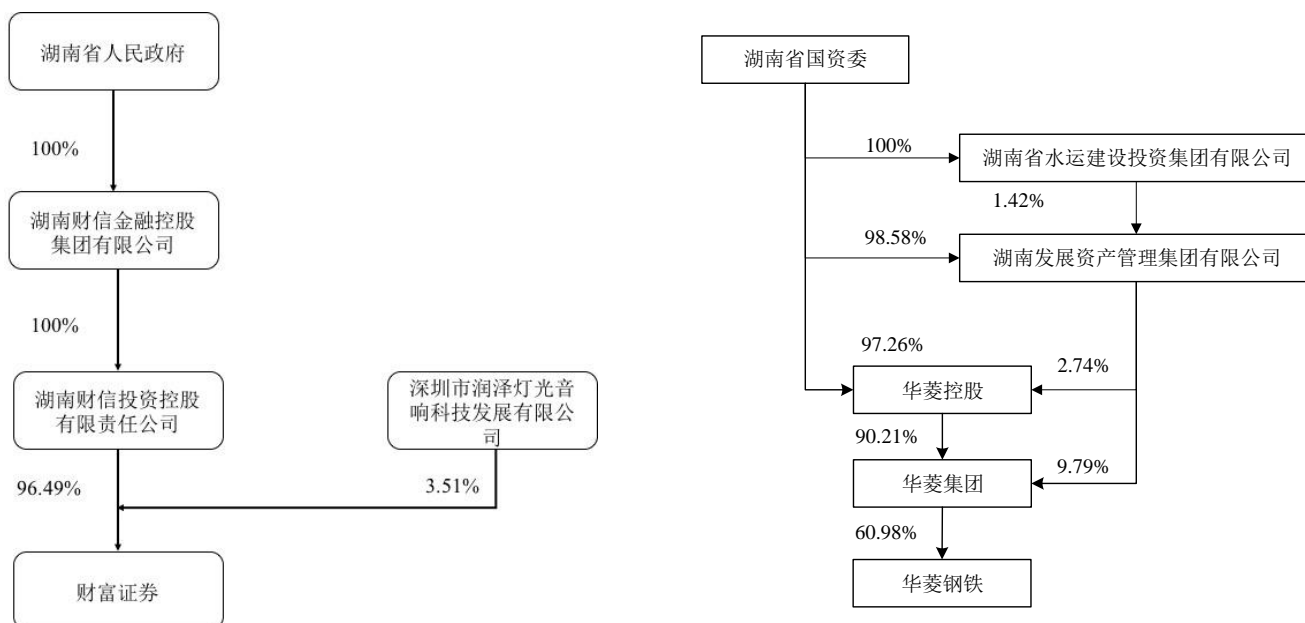 湖南省人民政府
100%
湖南财信金融控股
集团有限公司
100%
湖南财信投资控股
有限责任公司
深圳市润泽灯光音
响科技发展有限公
司
96.49%
3.51%
财富证券
湖南省国资委
100%
湖南省水运建设投资集团有限公司
1.42%
98.58%
湖南发展资产管理集团有限公司
97.26%
2.74%
华菱控股
90.21%
9.79%
华菱集团
60.98%
华菱钢铁